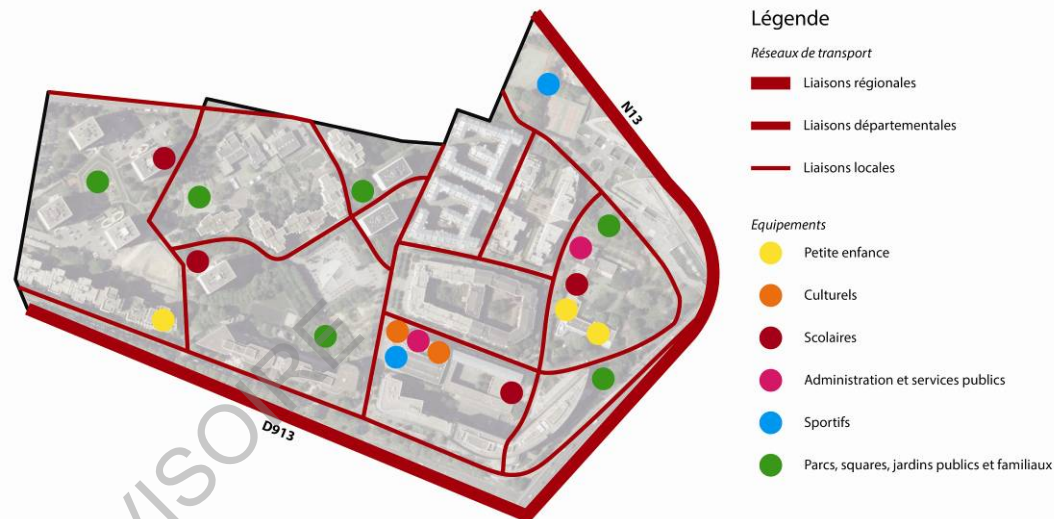 Légende
Réseaux de transport
Liaisons régionales
Liaisons départementales
Liaisons locales
Equipements
Petite enfance
Culturels
Scolaires
Administration et services publics
Sportifs
Parcs, squares, jardins publics et familiaux
N13
D913
VISOIRE